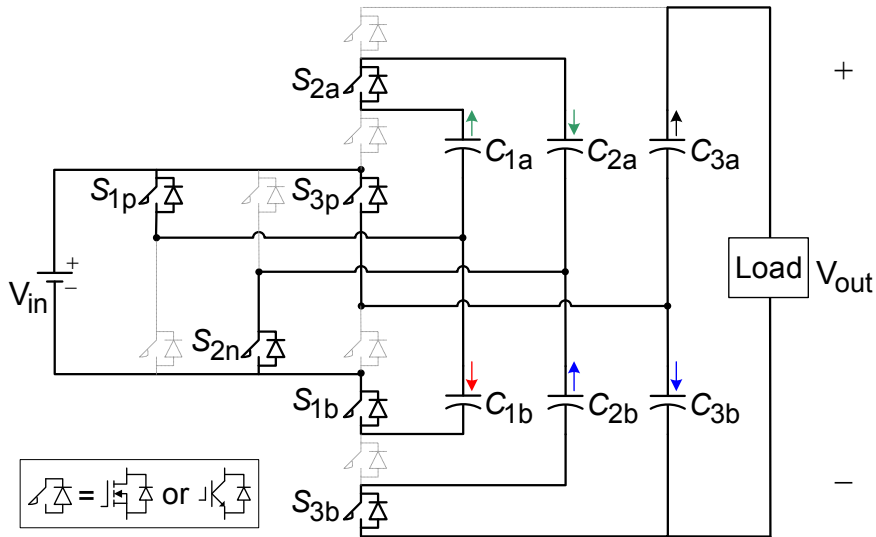 S2a
+
C1a
C2a
C3a
S1p
S3p
+
−
Vin
Load
Vout
S2n
S1b
C1b
C2b
C3b
= or
S3b
−